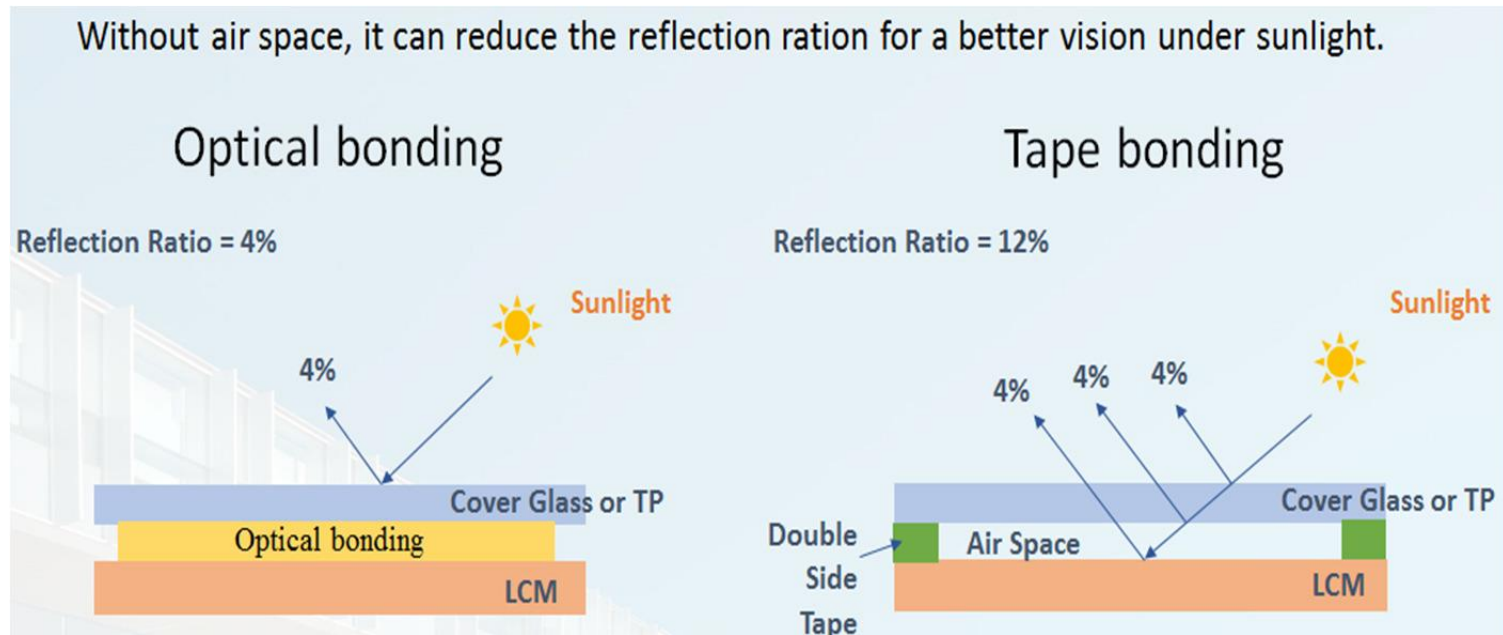 Without air space, it can reduce the reflection ration for a better vision under sunlight.
Optical bonding
Reflection Ratio = 4%
Sunlight
4%
Cover Glass or TP
Optical bonding
LCM
Tape bonding
Reflection Ratio = 12%
Sunlight
4%
4%
4%
Cover Glass or TP
Double
Side
Tape
Air Space
LCM